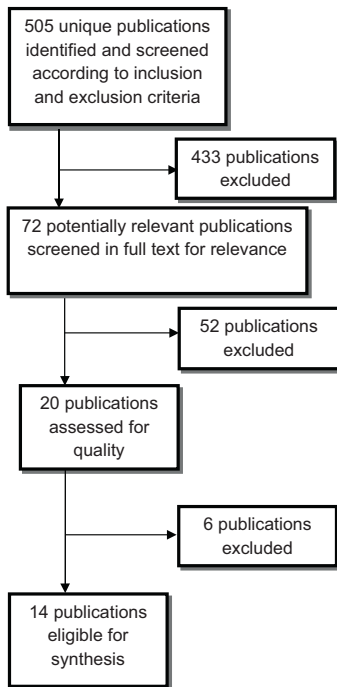 505 unique publications
identified and screened
according to inclusion
and exclusion criteria
433 publications
excluded
72 potentially relevant publications
screened in full text for relevance
52 publications
excluded
20 publications
assessed for
quality
6 publications
excluded
14 publications
eligible for
synthesis